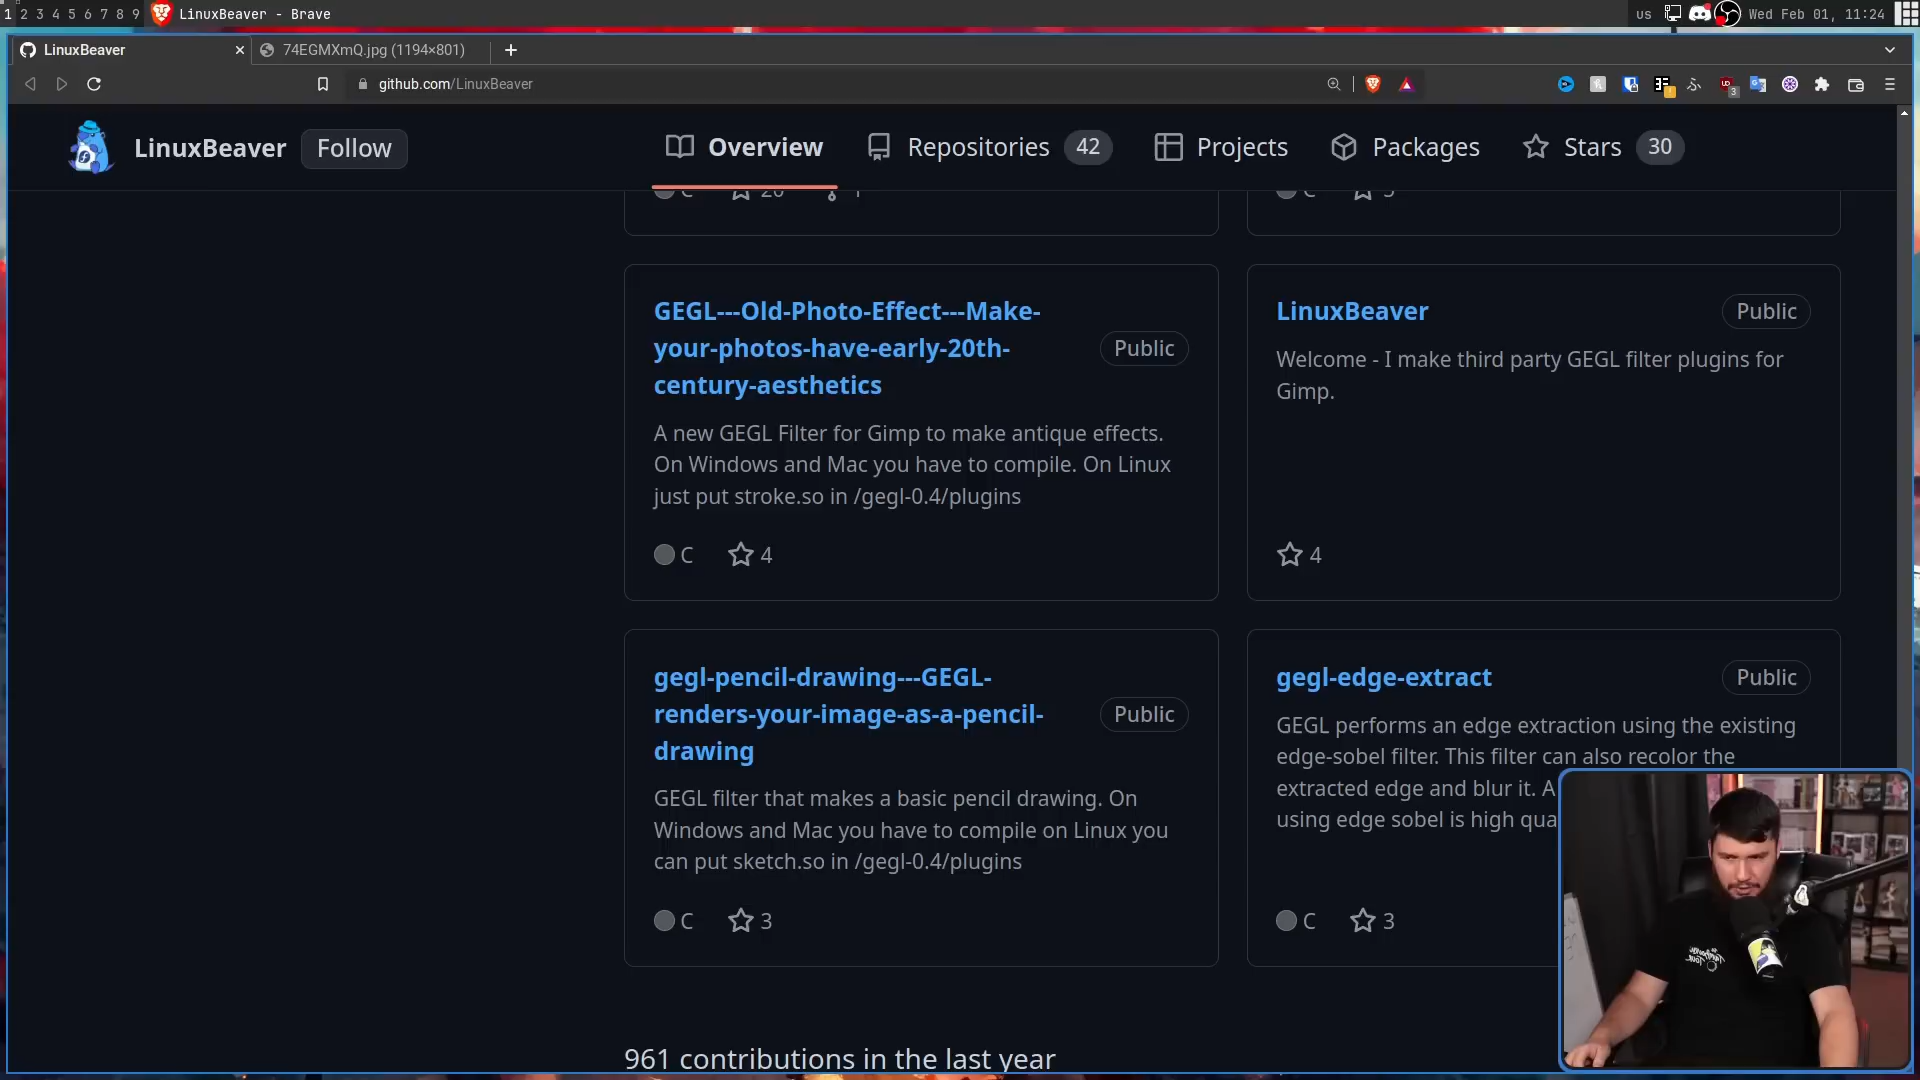 1 2 3 4 5 6 7 8 9 LinuxBeaver - Brave us Wed Feb 01, 11:24
LinuxBeaver 74EGMXmQ.jpg (1194×801)
github.com/LinuxBeaver
LinuxBeaver Follow Overview Repositories 42 Projects Packages Stars 30
GEGL---Old-Photo-Effect---Make-
your-photos-have-early-20th-
century-aesthetics
Public
A new GEGL Filter for Gimp to make antique effects.
On Windows and Mac you have to compile. On Linux
just put stroke.so in /gegl-0.4/plugins
C 4
LinuxBeaver Public
Welcome - I make third party GEGL filter plugins for
Gimp.
4
gegl-pencil-drawing---GEGL-
renders-your-image-as-a-pencil-
drawing
Public
GEGL filter that makes a basic pencil drawing. On
Windows and Mac you have to compile on Linux you
can put sketch.so in /gegl-0.4/plugins
C 3
gegl-edge-extract Public
GEGL performs an edge extraction using the existing
edge-sobel filter. This filter can also recolor the
extracted edge and blur it. A
using edge sobel is high qua
C 3
961 contributions in the last year